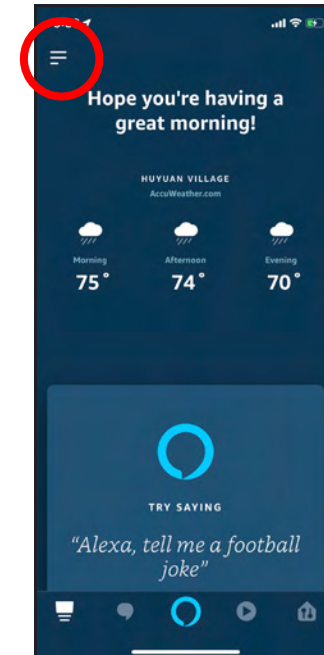 Hope you're having a
great morning!
HUYUAN VILLAGE
AccuWeather.com
Morning
Afternoon
Evening
75°
74°
70°
TRY SAYING
"Alexa, tell me a football
joke"